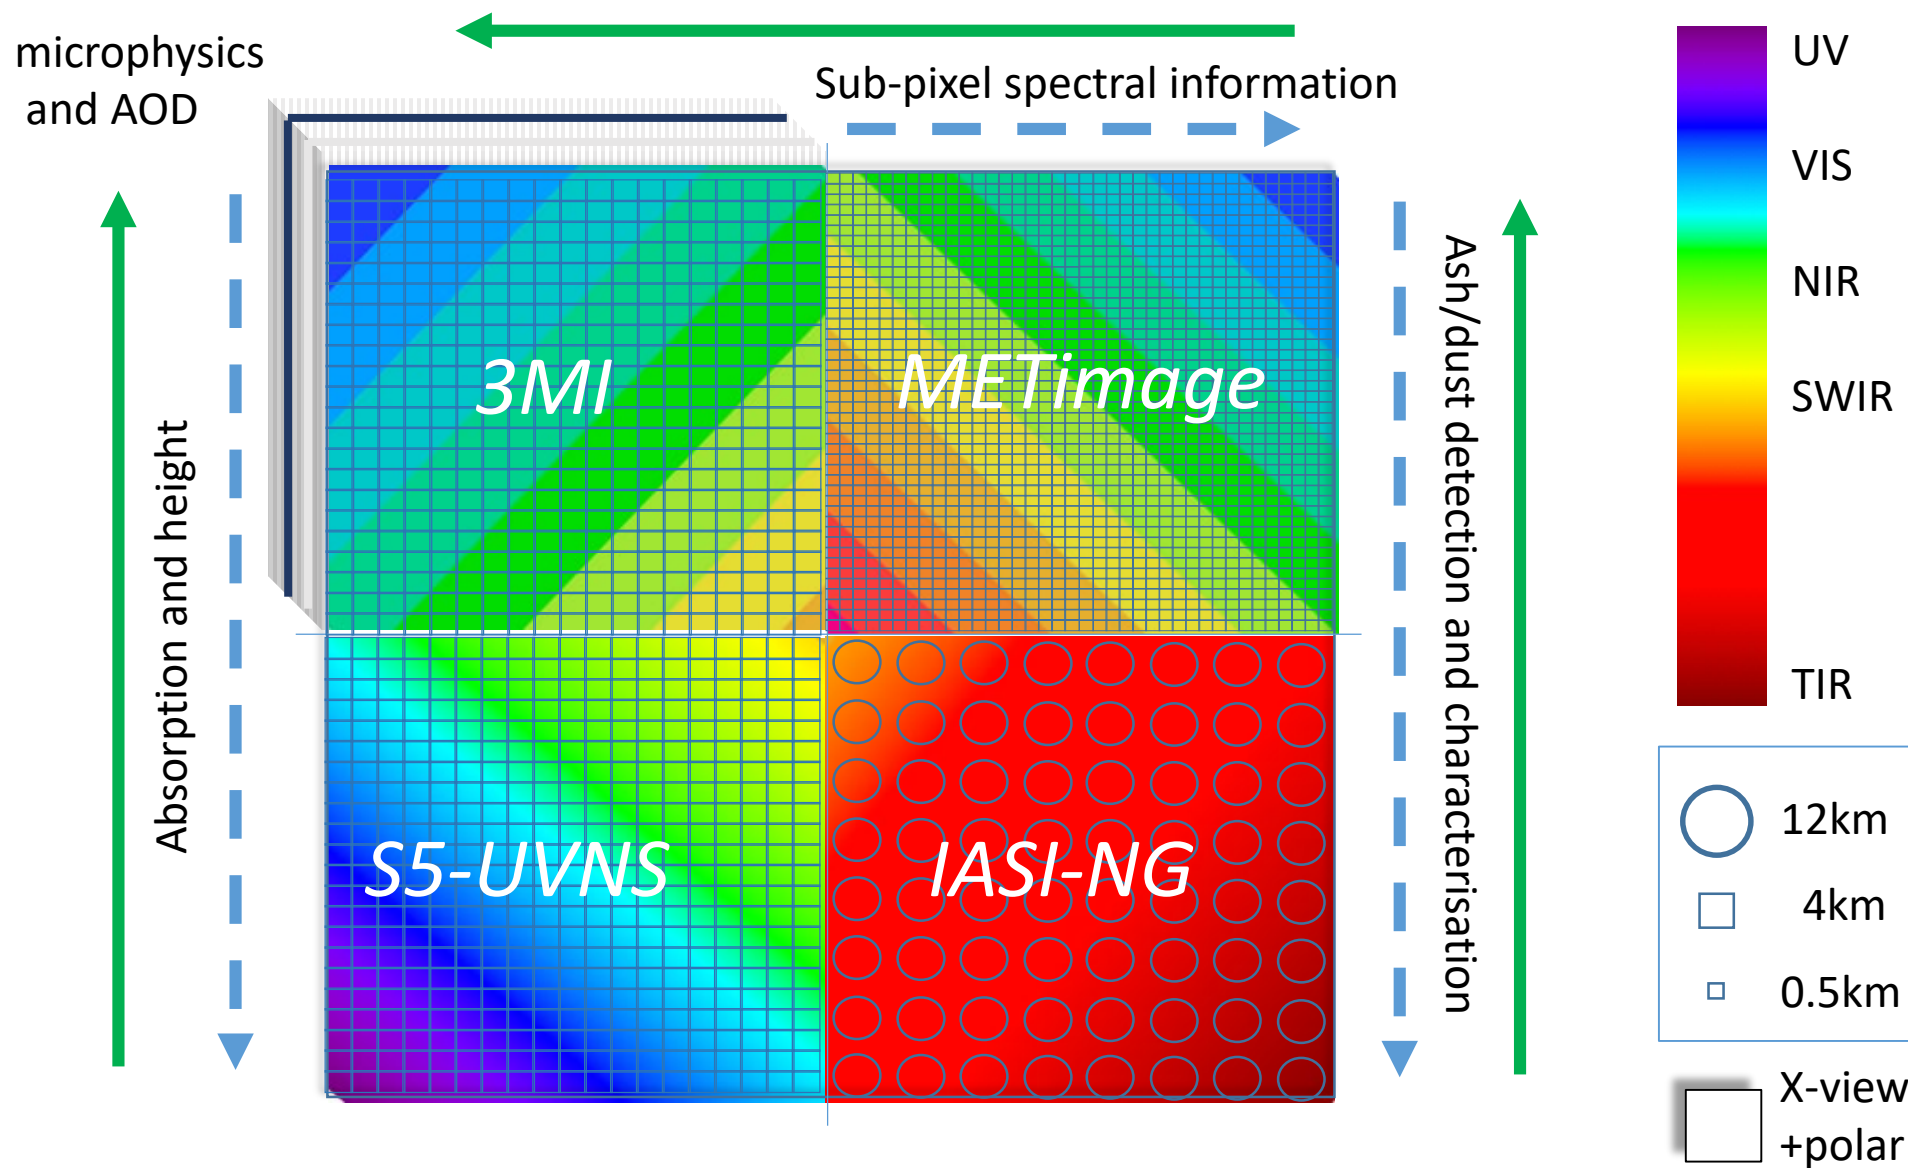 microphysics
and AOD
Sub-pixel spectral information
Absorption and height
3MI
METimage
S5-UVNS
IASI-NG
Ash/dust detection and characterisation
UV
VIS
NIR
SWIR
TIR
12km
4km
0.5km
X-view
+polar